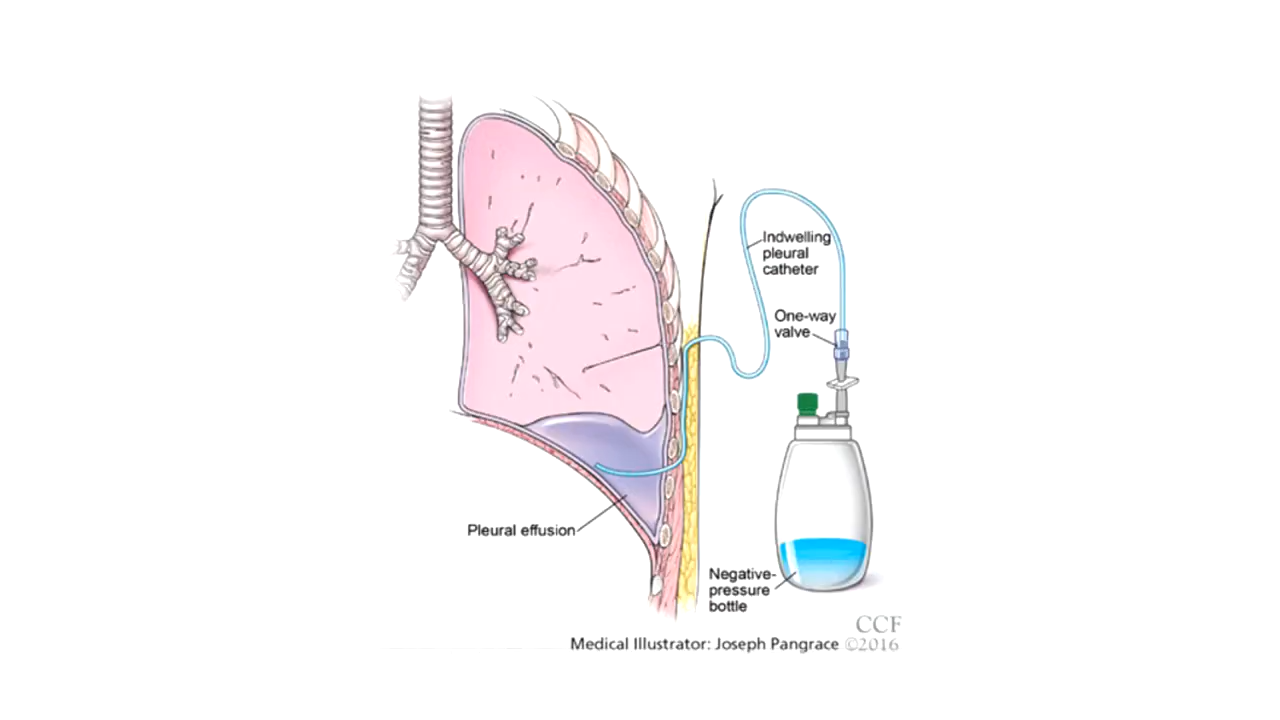 Indwelling
pleural
catheter
One-way
valve
Pleural effusion
Negative-
pressure
bottle
CCF
Medical Illustrator: Joseph Pangrace ©2016